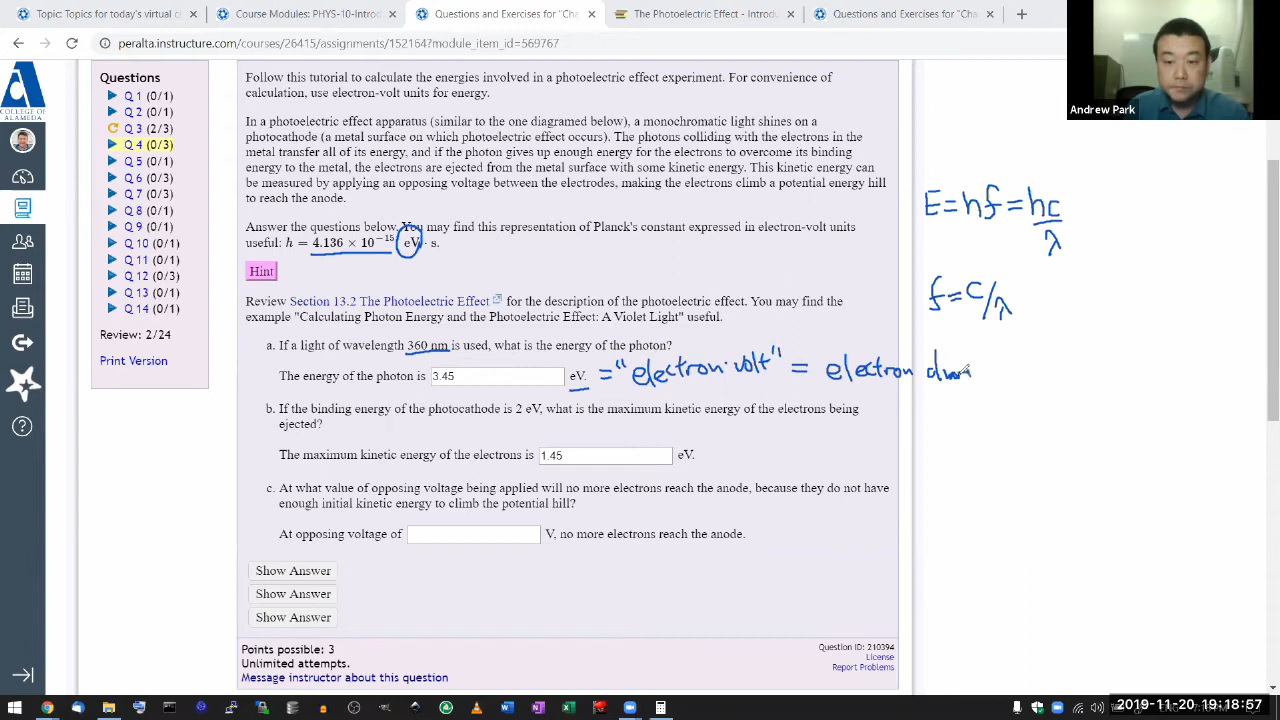 Topics for today's virtual c
Course Modules: PHYS-10-Introd
Questions and Exercises for "Cha
The Photoelectric Effect - Introdu
Questions and Exercises for "Cha
peralta.instructure.com/courses/26415/assignments/152164?module_item_id=569767
Andrew Park
COLLEGE OF
ALAMEDA
Questions
Q 1 (0/1)
Q 2 (0/1)
Q 3 (2/3)
Q 4 (0/3)
Q 5 (0/1)
Q 6 (0/3)
Q 7 (0/3)
Q 8 (0/1)
Q 9 (0/1)
Q 10 (0/1)
Q 11 (0/1)
Q 12 (0/3)
Q 13 (0/1)
Q 14 (0/1)
Review: 2/22
Print Version
Follow this tutorial to calculate the energies involved in a photoelectric effect experiment. For convenience of
calculation, use electron-volt units for energy.
In a photoelectric effect apparatus (similar to the one diagramed below), a monochromatic light shines on a
photocathode (a metal surface on which photoelectric effect occurs). The photons colliding with the electrons in the
metal transfer all of its energy, and if the photon gives up enough energy for the electrons to overcome its binding
energy to the metal, the electrons are ejected from the metal surface with some kinetic energy. This kinetic energy can
be measured by applying an opposing voltage between the electrodes, making the electrons climb a potential energy hill
to reach the anode.
Answer the question below. You may find this representation of Planck's constant expressed in electron-volt units
useful: h = 4.136 × 10⁻¹⁵ eV · s.
Hint
Review Section 13.2 The Photoelectric Effect for the description of the photoelectric effect. You may find the
example "Calculating Photon Energy and the Photoelectric Effect: A Violet Light" useful.
a. If a light of wavelength 360 nm is used, what is the energy of the photon?
The energy of the photon is 3.45 eV. = "electron·volt" = electron
b. If the binding energy of the photocathode is 2 eV, what is the maximum kinetic energy of the electrons being
ejected?
The maximum kinetic energy of the electrons is 1.45 eV.
c. At what value of opposing voltage being applied will no more electrons reach the anode, because they do not have
enough initial kinetic energy to climb the potential hill?
At opposing voltage of V, no more electrons reach the anode.
Show Answer
Show Answer
Show Answer
Points possible: 3
Unlimited attempts.
Message instructor about this question
Question ID: 210394
License
Report Problems
E = hf = hc/λ
f = c/λ
2019-11-20 19:18:57